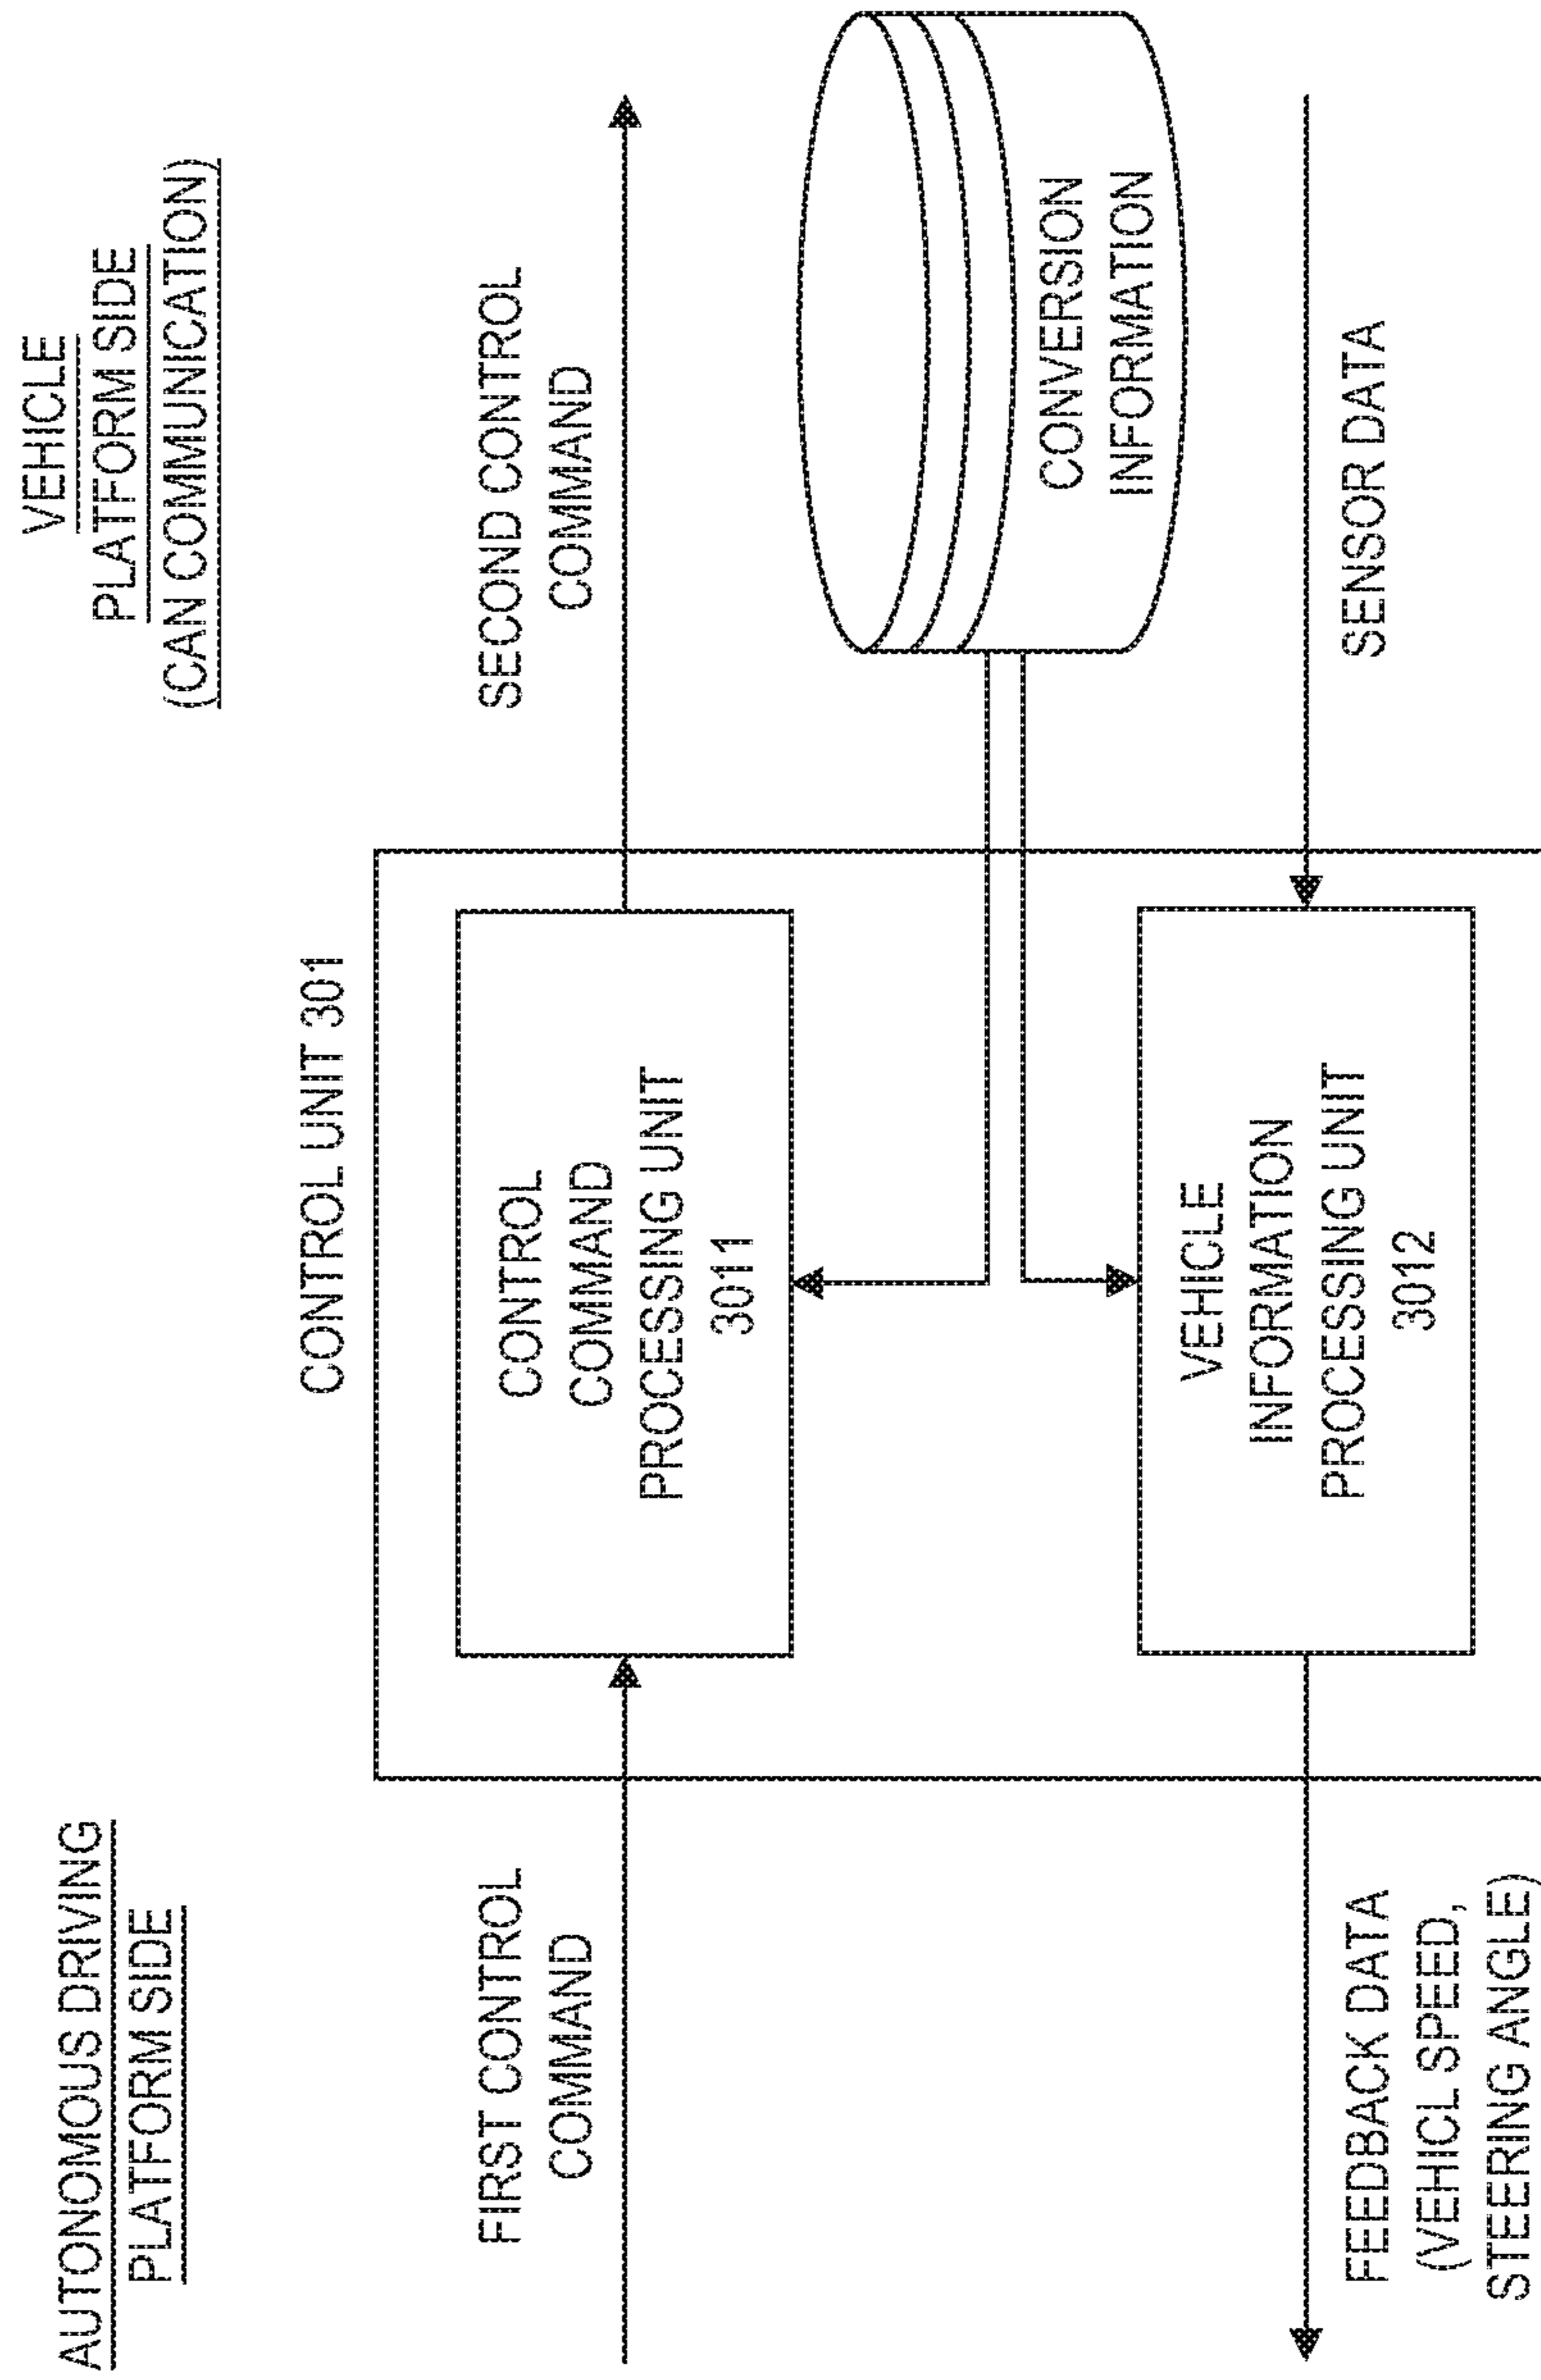 AUTONOMOUS DRIVING
PLATFORM SIDE
VEHICLE
PLATFORM SIDE
(CAN COMMUNICATION)
CONTROL UNIT 301
FIRST CONTROL
COMMAND
CONTROL
COMMAND
PROCESSING UNIT
3011
SECOND CONTROL
COMMAND
CONVERSION
INFORMATION
FEEDBACK DATA
(VEHICL SPEED,
STEERING ANGLE)
VEHICLE
INFORMATION
PROCESSING UNIT
3012
SENSOR DATA